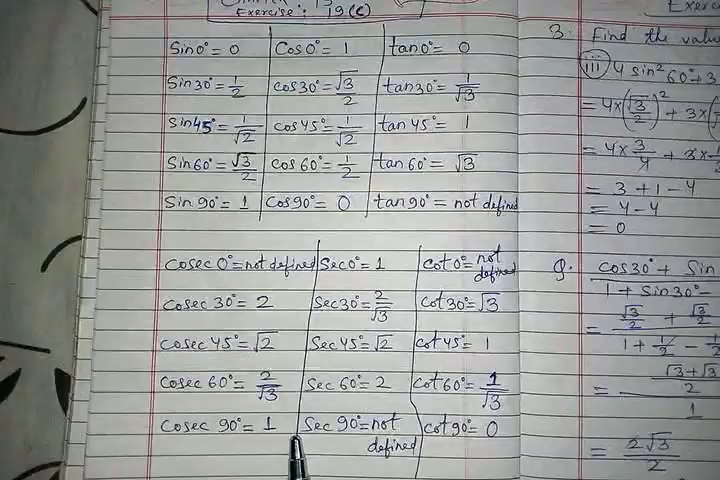 Exercise: 19(c)
Sin0°= 0 Cos0°= 1 tan0°= 0
Sin30°= 1/2 cos30°= √3/2 tan30°= 1/√3
Sin45°= 1/√2 cos45°= 1/√2 tan45°= 1
Sin60°= √3/2 cos60°= 1/2 tan60°= √3
Sin90°= 1 Cos90°= 0 tan90°= not defined
Cosec0°= not defined Sec0°= 1 Cot0°= not defined
Cosec30°= 2 Sec30°= 2/√3 Cot30°= √3
Cosec45°= √2 Sec45°= √2 Cot45°= 1
Cosec60°= 2/√3 Sec60°= 2 Cot60°= 1/√3
Cosec90°= 1 Sec90°= not defined Cot90°= 0
3. Find the
(iii) 4 sin²60°+3
= 4×(√3/2)² + 3×
= 4×3/4 +
= 3+1-4
= 4-4
= 0
Q. cos30° + Sin
1 + Sin30° -
= √3/2 + √3/2
1 + 1/2 - 1/2
= √3+√3
2
1
= 2√3/2